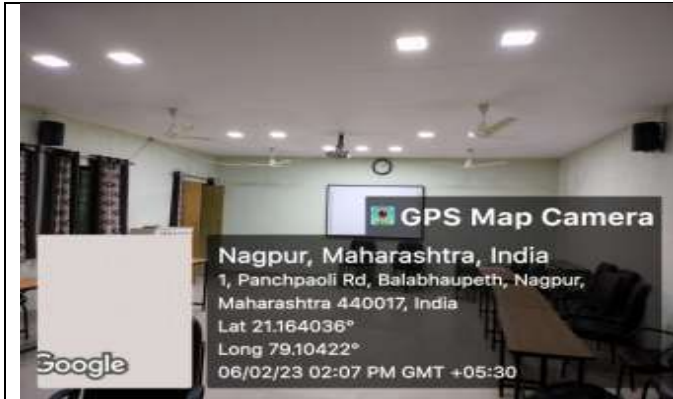 GPS Map Camera
Nagpur, Maharashtra, India
1, Panchpaoli Rd, Balabhaupeth, Nagpur,
Maharashtra 440017, India
Lat 21.164036°
Long 79.10422°
06/02/23 02:07 PM GMT +05:30
Google